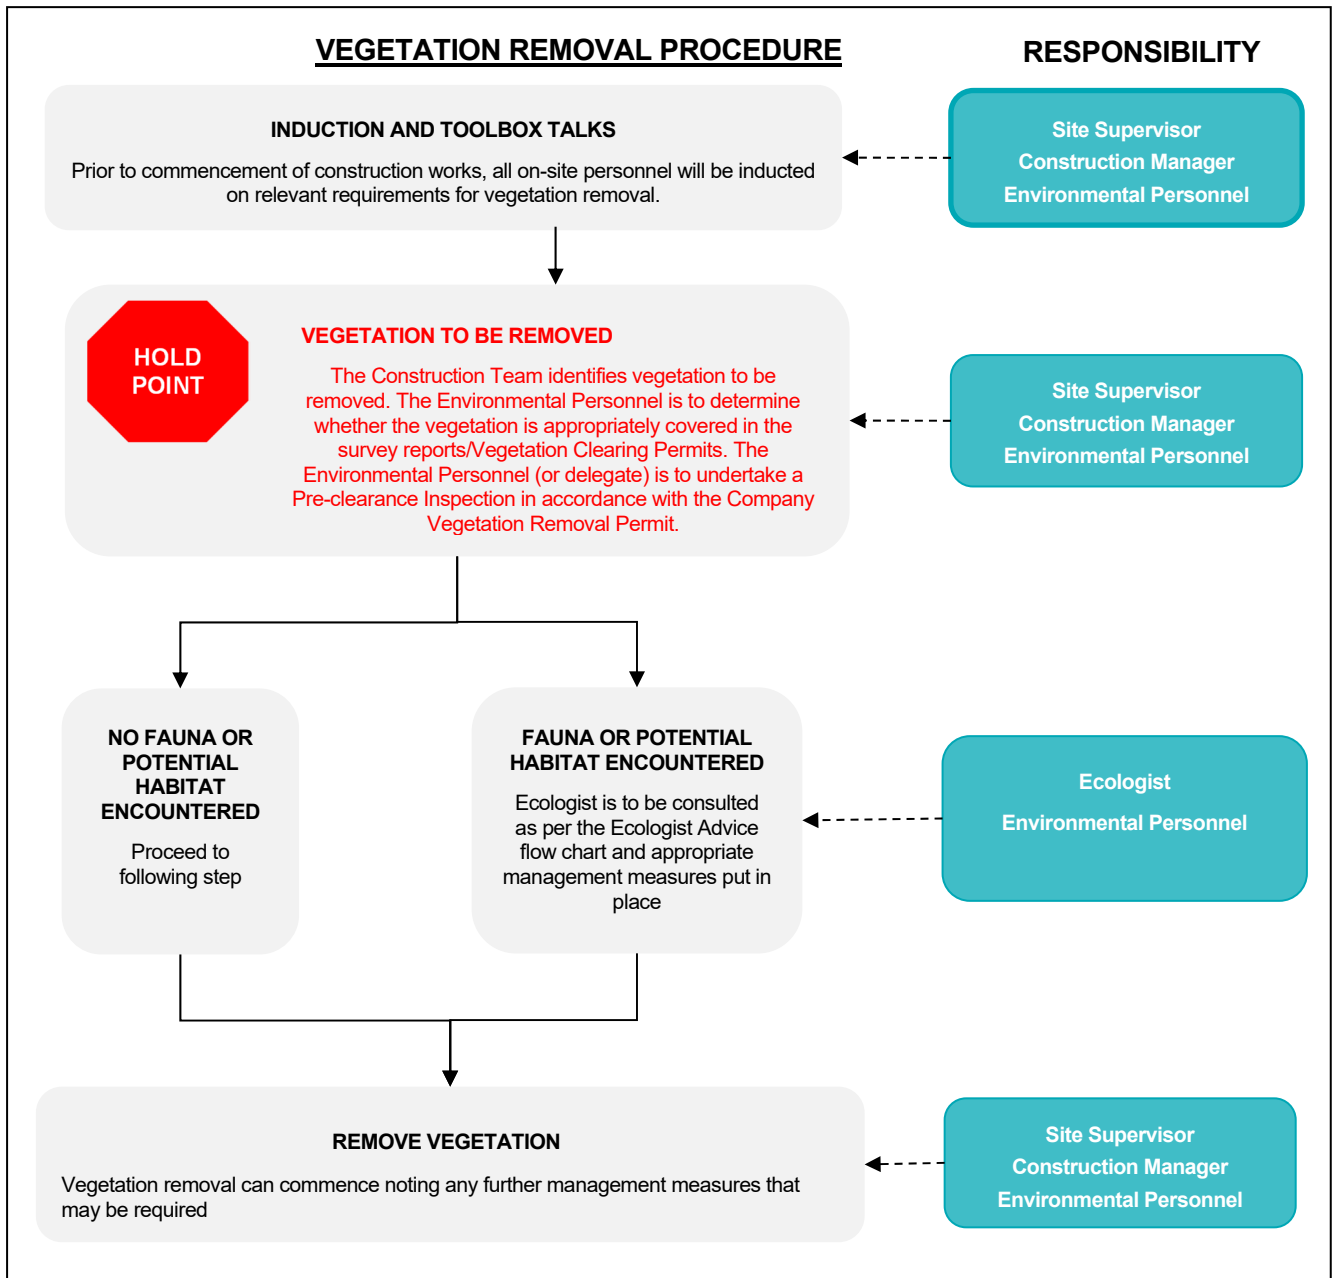 VEGETATION REMOVAL PROCEDURE
RESPONSIBILITY
INDUCTION AND TOOLBOX TALKS
Prior to commencement of construction works, all on-site personnel will be inducted
on relevant requirements for vegetation removal.
Site Supervisor
Construction Manager
Environmental Personnel
HOLD
POINT
VEGETATION TO BE REMOVED
The Construction Team identifies vegetation to be
removed. The Environmental Personnel is to determine
whether the vegetation is appropriately covered in the
survey reports/Vegetation Clearing Permits. The
Environmental Personnel (or delegate) is to undertake a
Pre-clearance Inspection in accordance with the Company
Vegetation Removal Permit.
Site Supervisor
Construction Manager
Environmental Personnel
NO FAUNA OR
POTENTIAL
HABITAT
ENCOUNTERED
Proceed to
following step
FAUNA OR POTENTIAL
HABITAT ENCOUNTERED
Ecologist is to be consulted
as per the Ecologist Advice
flow chart and appropriate
management measures put in
place
Ecologist
Environmental Personnel
REMOVE VEGETATION
Vegetation removal can commence noting any further management measures that
may be required
Site Supervisor
Construction Manager
Environmental Personnel